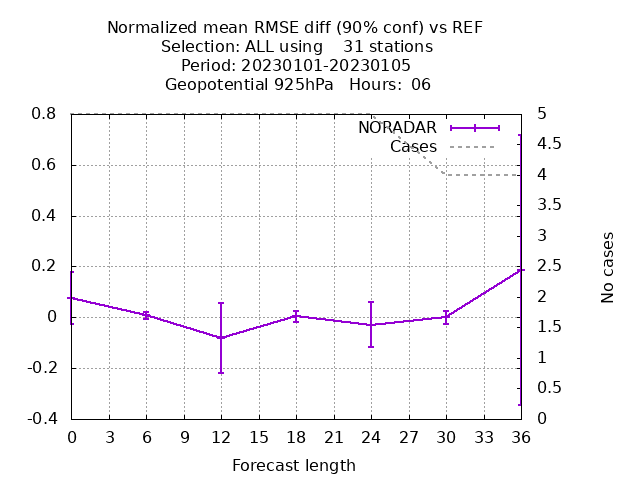 Normalized mean RMSE diff (90% conf) vs REF
Selection: ALL using    31 stations
Period: 20230101-20230105
Geopotential 925hPa   Hours:  06
NORADAR
Cases
0.8
0.6
0.4
0.2
0
-0.2
-0.4
5
4.5
4
3.5
3
2.5
2
1.5
1
0.5
0
No cases
0 3 6 9 12 15 18 21 24 27 30 33 36
Forecast length